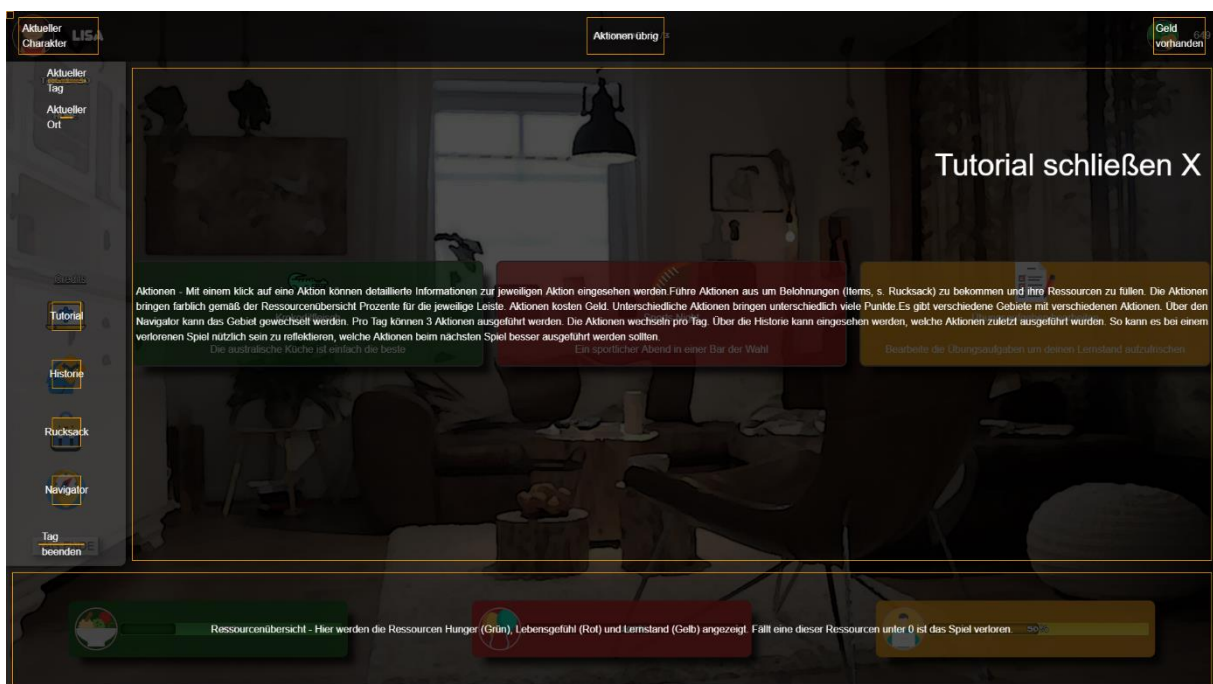 Aktueller
Charakter
LISA
Aktionen übrig
Geld
vorhanden
649
Aktueller
Tag
Aktueller
Ort
Tutorial schließen X
Aktionen - Mit einem klick auf eine Aktion können detaillierte Informationen zur jeweiligen Aktion eingesehen werden.Führe Aktionen aus um Belohnungen (Items, s. Rucksack) zu bekommen und ihre Ressourcen zu füllen. Die Aktionen
bringen farblich gemäß der Ressourcenübersicht Prozente für die jeweilige Leiste. Aktionen kosten Geld. Unterschiedliche Aktionen bringen unterschiedlich viele Punkte.Es gibt verschiedene Gebiete mit verschiedenen Aktionen. Über den
Navigator kann das Gebiet gewechselt werden. Pro Tag können 3 Aktionen ausgeführt werden. Die Aktionen wechseln pro Tag. Über die Historie kann eingesehen werden, welche Aktionen zuletzt ausgeführt wurden. So kann es bei einem
verlorenen Spiel nützlich sein zu reflektieren, welche Aktionen beim nächsten Spiel besser ausgeführt werden sollten.
Die australische Küche ist einfach die beste
Ein sportlicher Abend in einer Bar der Wahl
Bearbeite die Übungsaufgaben um deinen Lernstand aufzufrischen
Tutorial
Historie
Rucksack
Navigator
Tag
beenden
Ressourcenübersicht - Hier werden die Ressourcen Hunger (Grün), Lebensgefühl (Rot) und Lernstand (Gelb) angezeigt. Fällt eine dieser Ressourcen unter 0 ist das Spiel verloren.